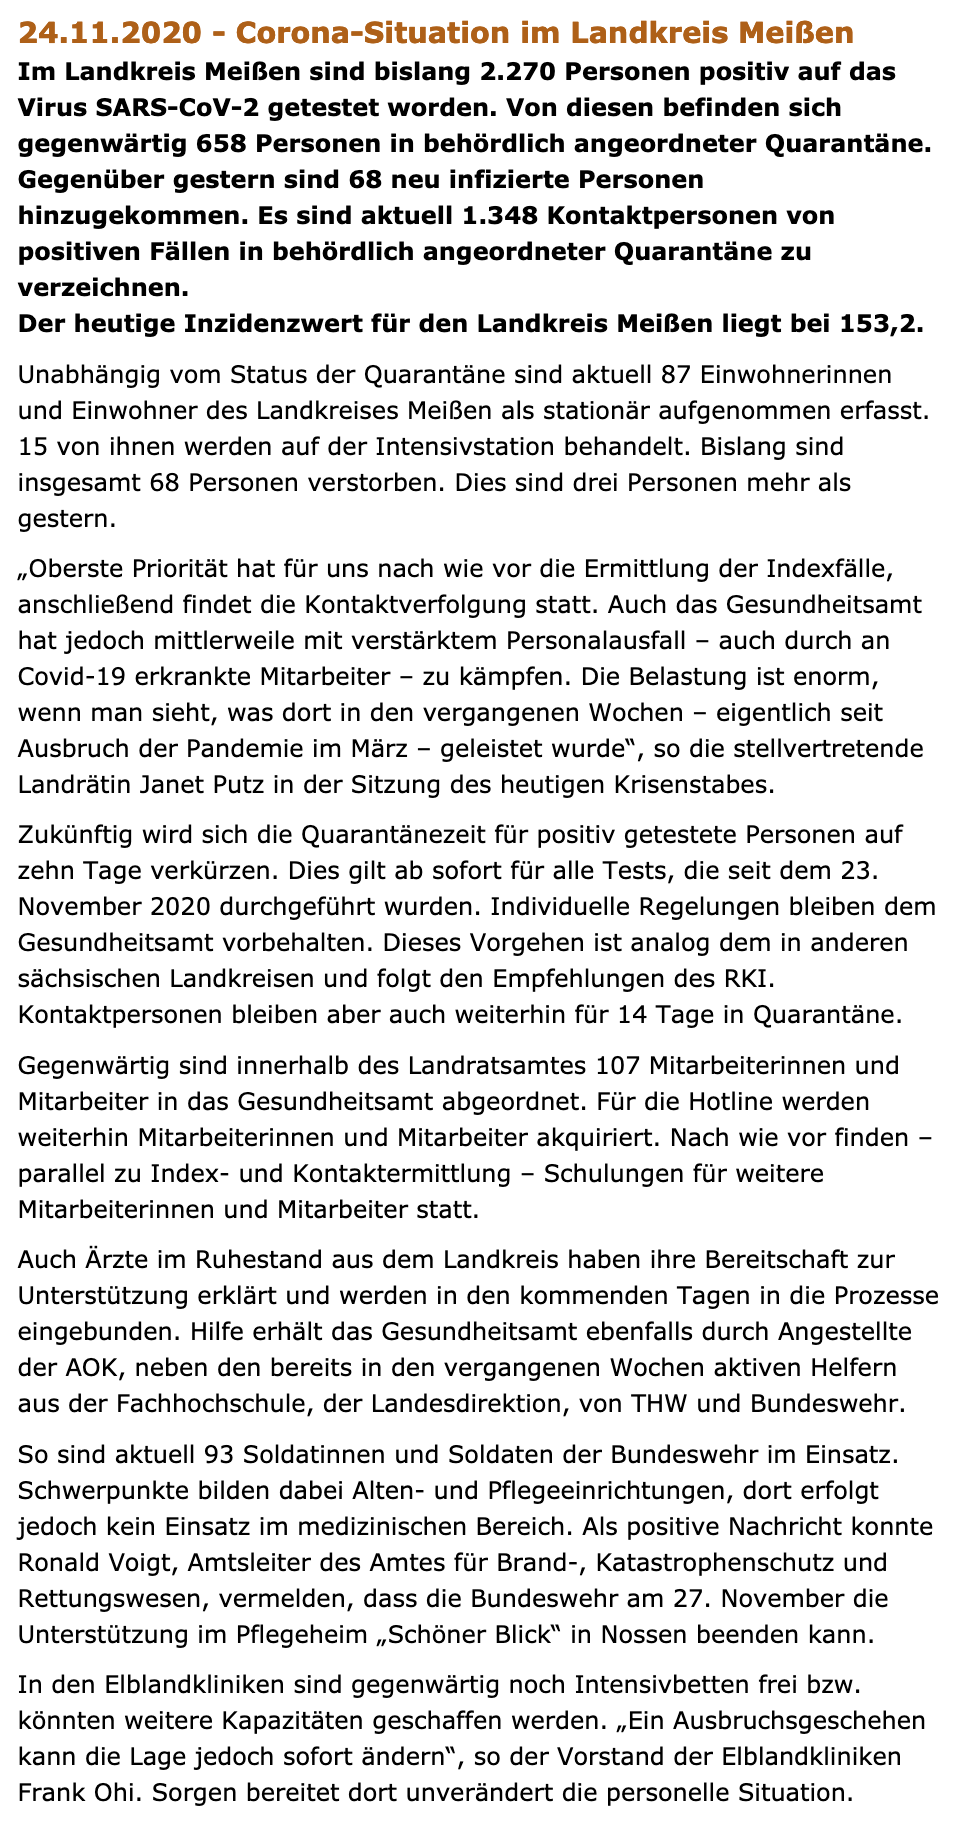 24.11.2020 - Corona-Situation im Landkreis Meißen
Im Landkreis Meißen sind bislang 2.270 Personen positiv auf das
Virus SARS-CoV-2 getestet worden. Von diesen befinden sich
gegenwärtig 658 Personen in behördlich angeordneter Quarantäne.
Gegenüber gestern sind 68 neu infizierte Personen
hinzugekommen. Es sind aktuell 1.348 Kontaktpersonen von
positiven Fällen in behördlich angeordneter Quarantäne zu
verzeichnen.
Der heutige Inzidenzwert für den Landkreis Meißen liegt bei 153,2.
Unabhängig vom Status der Quarantäne sind aktuell 87 Einwohnerinnen
und Einwohner des Landkreises Meißen als stationär aufgenommen erfasst.
15 von ihnen werden auf der Intensivstation behandelt. Bislang sind
insgesamt 68 Personen verstorben. Dies sind drei Personen mehr als
gestern.
„Oberste Priorität hat für uns nach wie vor die Ermittlung der Indexfälle,
anschließend findet die Kontaktverfolgung statt. Auch das Gesundheitsamt
hat jedoch mittlerweile mit verstärktem Personalausfall – auch durch an
Covid-19 erkrankte Mitarbeiter – zu kämpfen. Die Belastung ist enorm,
wenn man sieht, was dort in den vergangenen Wochen – eigentlich seit
Ausbruch der Pandemie im März – geleistet wurde“, so die stellvertretende
Landrätin Janet Putz in der Sitzung des heutigen Krisenstabes.
Zukünftig wird sich die Quarantänezeit für positiv getestete Personen auf
zehn Tage verkürzen. Dies gilt ab sofort für alle Tests, die seit dem 23.
November 2020 durchgeführt wurden. Individuelle Regelungen bleiben dem
Gesundheitsamt vorbehalten. Dieses Vorgehen ist analog dem in anderen
sächsischen Landkreisen und folgt den Empfehlungen des RKI.
Kontaktpersonen bleiben aber auch weiterhin für 14 Tage in Quarantäne.
Gegenwärtig sind innerhalb des Landratsamtes 107 Mitarbeiterinnen und
Mitarbeiter in das Gesundheitsamt abgeordnet. Für die Hotline werden
weiterhin Mitarbeiterinnen und Mitarbeiter akquiriert. Nach wie vor finden –
parallel zu Index- und Kontaktermittlung – Schulungen für weitere
Mitarbeiterinnen und Mitarbeiter statt.
Auch Ärzte im Ruhestand aus dem Landkreis haben ihre Bereitschaft zur
Unterstützung erklärt und werden in den kommenden Tagen in die Prozesse
eingebunden. Hilfe erhält das Gesundheitsamt ebenfalls durch Angestellte
der AOK, neben den bereits in den vergangenen Wochen aktiven Helfern
aus der Fachhochschule, der Landesdirektion, von THW und Bundeswehr.
So sind aktuell 93 Soldatinnen und Soldaten der Bundeswehr im Einsatz.
Schwerpunkte bilden dabei Alten- und Pflegeeinrichtungen, dort erfolgt
jedoch kein Einsatz im medizinischen Bereich. Als positive Nachricht konnte
Ronald Voigt, Amtsleiter des Amtes für Brand-, Katastrophenschutz und
Rettungswesen, vermelden, dass die Bundeswehr am 27. November die
Unterstützung im Pflegeheim „Schöner Blick“ in Nossen beenden kann.
In den Elblandkliniken sind gegenwärtig noch Intensivbetten frei bzw.
könnten weitere Kapazitäten geschaffen werden. „Ein Ausbruchsgeschehen
kann die Lage jedoch sofort ändern“, so der Vorstand der Elblandkliniken
Frank Ohi. Sorgen bereitet dort unverändert die personelle Situation.